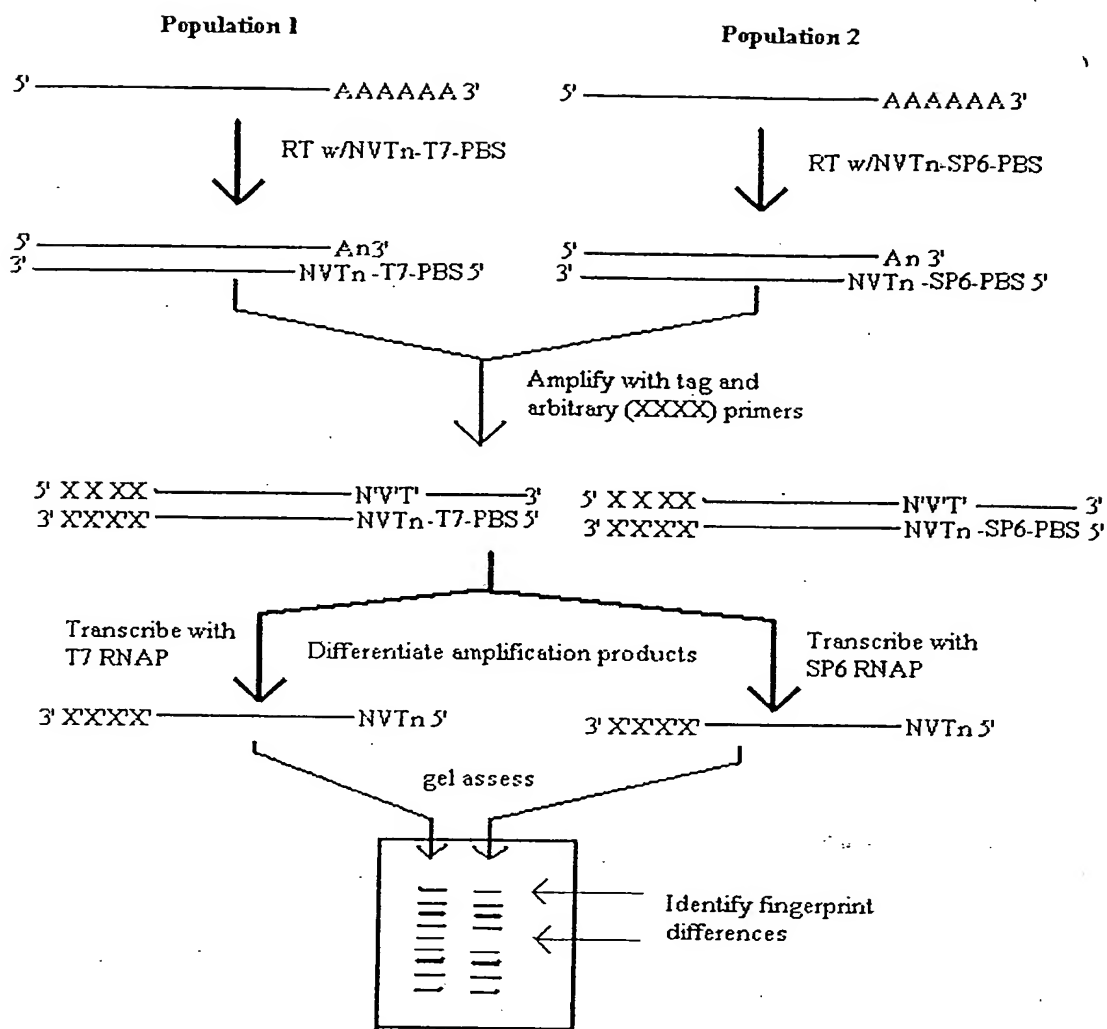 Population 1
Population 2
5' AAAAAA 3'
5' AAAAAA 3'
RT w/NVTn-T7-PBS
RT w/NVTn-SP6-PBS
5' An 3'
3' NVTn -T7-PBS 5'
5' An 3'
3' NVTn -SP6-PBS 5'
Amplify with tag and
arbitrary (XXXX) primers
5' X X XX N'V'T' 3'
3' X'X'X'X' NVTn-T7-PBS 5'
5' X X XX N'V'T' 3'
3' X'X'X'X' NVTn -SP6-PBS 5'
Transcribe with
T7 RNAP
Differentiate amplification products
Transcribe with
SP6 RNAP
3' X'X'X'X' NVTn 5'
3' X'X'X'X' NVTn 5'
gel assess
Identify fingerprint
differences